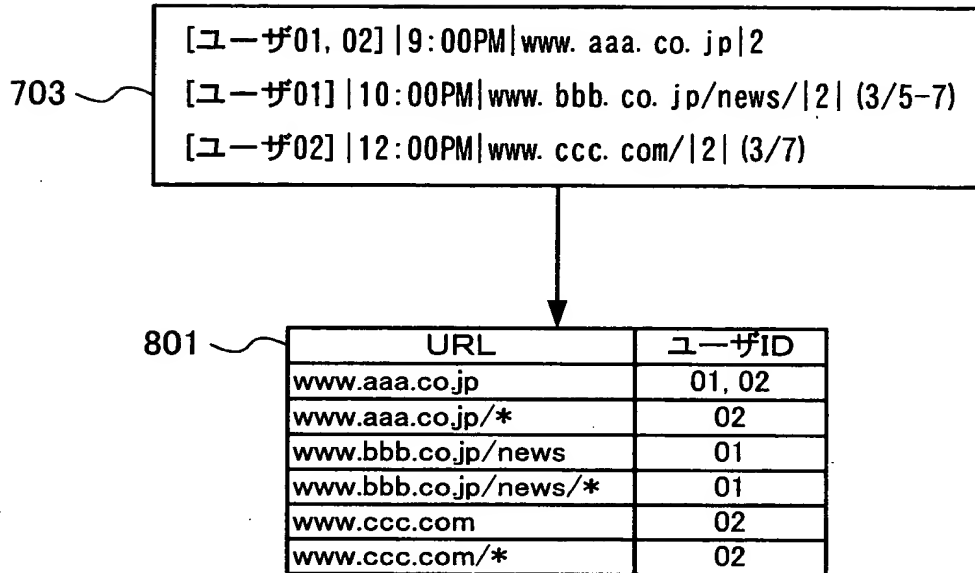 [ユーザ01, 02] |9:00PM|www. aaa. co. jp|2
703
[ユーザ01] |10:00PM|www. bbb. co. jp/news/|2| (3/5-7)
[ユーザ02] |12:00PM|www. ccc. com/|2| (3/7)
801
URL ユーザID
www.aaa.co.jp 01, 02
www.aaa.co.jp/* 02
www.bbb.co.jp/news 01
www.bbb.co.jp/news/* 01
www.ccc.com 02
www.ccc.com/* 02